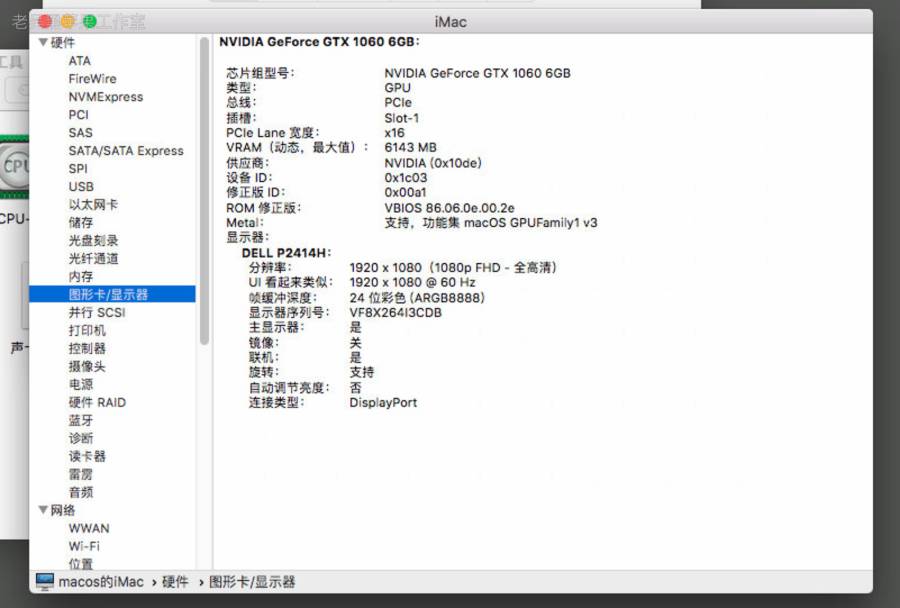 iMac
硬件
ATA
FireWire
NVMExpress
PCI
SAS
SATA/SATA Express
SPI
USB
以太网卡
储存
光盘刻录
光纤通道
内存
图形卡/显示器
并行 SCSI
打印机
控制器
摄像头
电源
硬件 RAID
蓝牙
诊断
读卡器
雷雳
音频
网络
WWAN
Wi-Fi
位置
NVIDIA GeForce GTX 1060 6GB：
芯片组型号： NVIDIA GeForce GTX 1060 6GB
类型： GPU
总线： PCIe
插槽： Slot-1
PCIe Lane 宽度： x16
VRAM（动态，最大值）： 6143 MB
供应商： NVIDIA (0x10de)
设备 ID： 0x1c03
修正版 ID： 0x00a1
ROM 修正版： VBIOS 86.06.0e.00.2e
Metal： 支持，功能集 macOS GPUFamily1 v3
显示器：
DELL P2414H：
分辨率： 1920 x 1080（1080p FHD - 全高清）
UI 看起来类似： 1920 x 1080 @ 60 Hz
帧缓冲深度： 24 位彩色 (ARGB8888)
显示器序列号： VF8X264I3CDB
主显示器： 是
镜像： 关
联机： 是
旋转： 支持
自动调节亮度： 否
连接类型： DisplayPort
macos的iMac › 硬件 › 图形卡/显示器
工具
CPU
CPU-
声